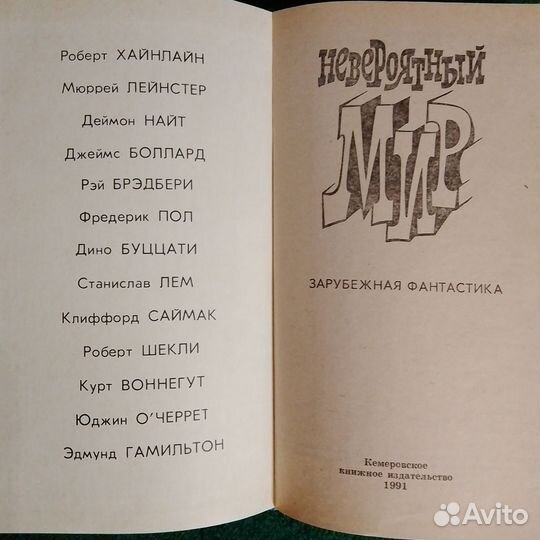 Роберт ХАЙНЛАЙН
Мюррей ЛЕЙНСТЕР
Деймон НАЙТ
Джеймс БОЛЛАРД
Рэй БРЭДБЕРИ
Фредерик ПОЛ
Дино БУЦЦАТИ
Станислав ЛЕМ
Клиффорд САЙМАК
Роберт ШЕКЛИ
Курт ВОННЕГУТ
Юджин О'ЧЕРРЕТ
Эдмунд ГАМИЛЬТОН
НЕВЕРОЯТНЫЙ
МИР
ЗАРУБЕЖНАЯ ФАНТАСТИКА
Кемеровское
книжное издательство
1991
Avito